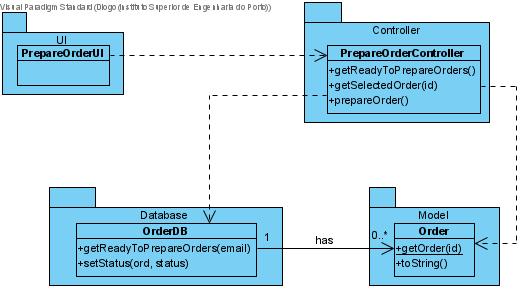 Visual Paradigm Standard (Diogo (Instituto Superior de Engenharia do Porto))
UI
PrepareOrderUI
Controller
PrepareOrderController
+getReadyToPrepareOrders()
+getSelectedOrder(id)
+prepareOrder()
Database
OrderDB
+getReadyToPrepareOrders(email)
+setStatus(ord, status)
1
has
0..*
Model
Order
+getOrder(id)
+toString()